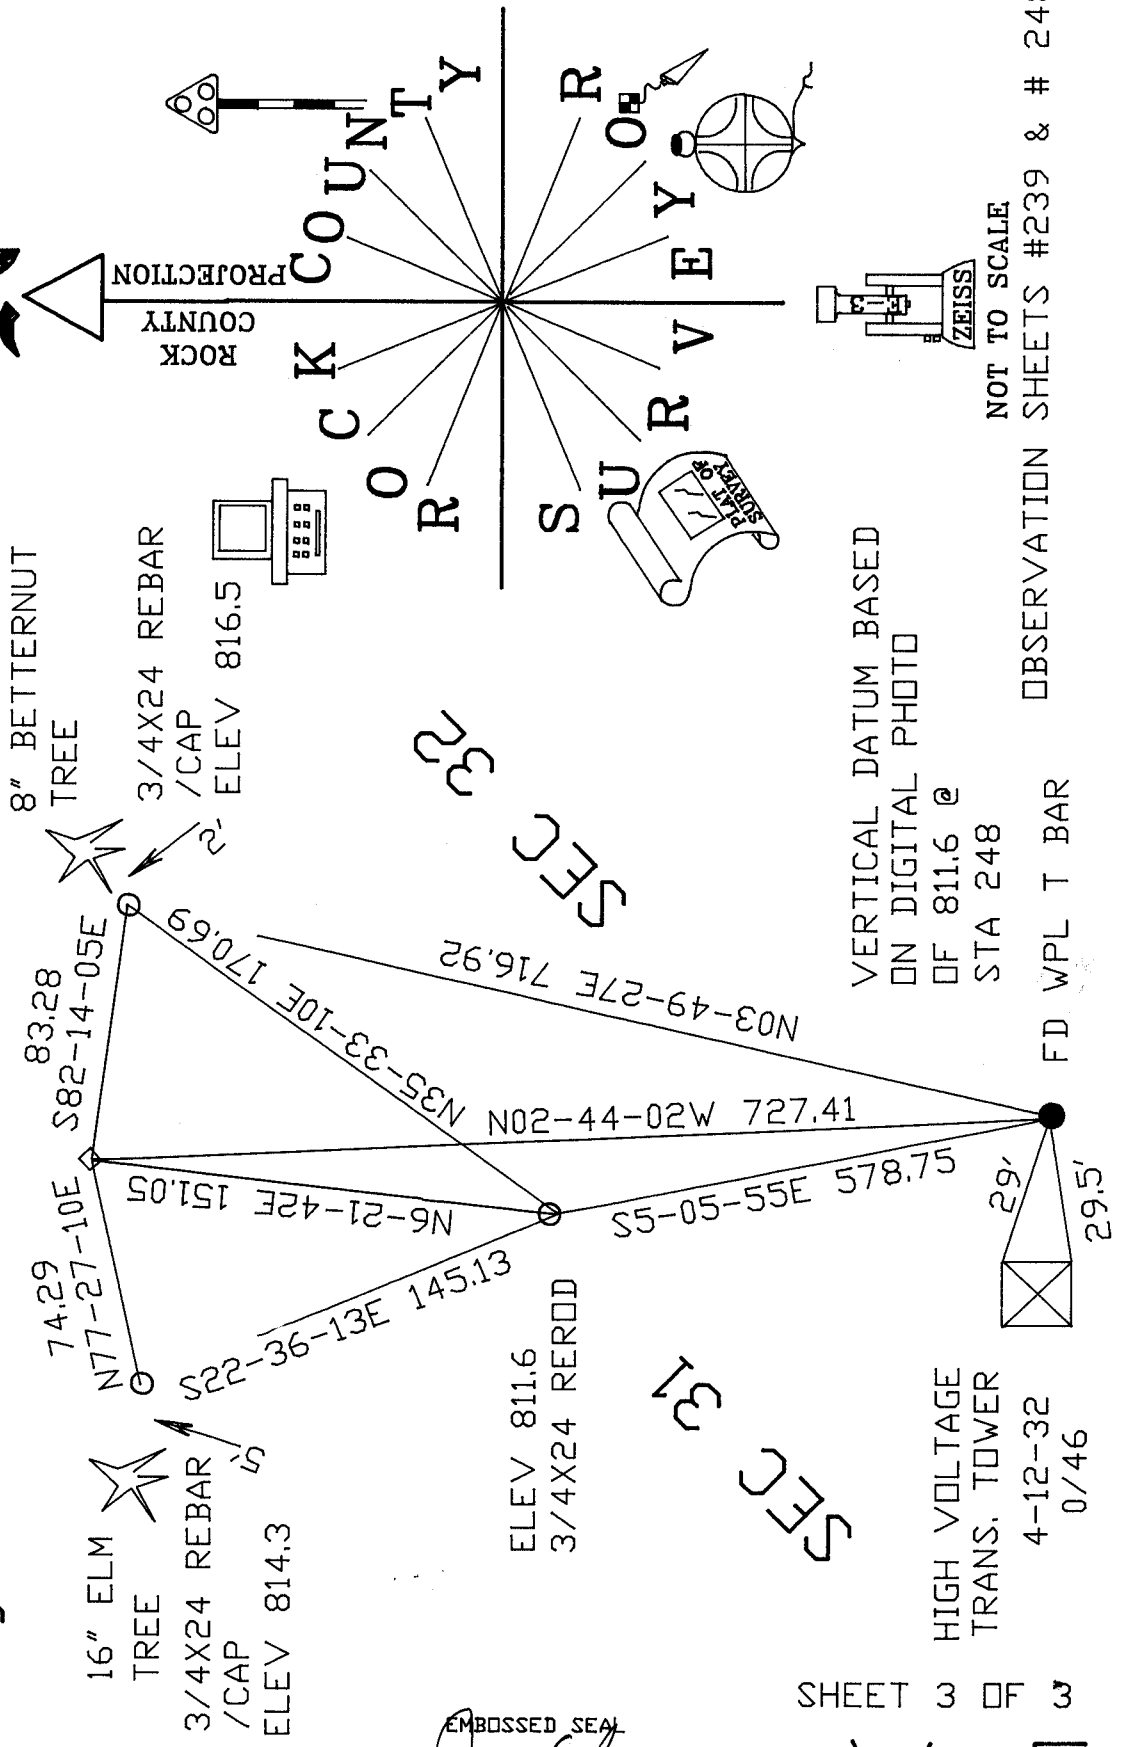 8" BETTERNUT
TREE
3/4X24 REBAR
/CAP
ELEV 816.5
2'
16" ELM
TREE
3/4X24 REBAR
/CAP
ELEV 814.3
5'
74.29
N77-27-10E
83.28
S82-14-05E
N6-21-42E 151.05
N35-33-10E 170.69
S22-36-13E 145.13
N02-44-02W 727.41
N03-49-27E 716.92
S5-05-55E 578.75
ELEV 811.6
3/4X24 REROD
SEC 32
SEC 31
29'
29.5'
HIGH VOLTAGE
TRANS. TOWER
4-12-32
0/46
FD WPL T BAR
VERTICAL DATUM BASED
ON DIGITAL PHOTO
OF 811.6 @
STA 248
ROCK
COUNTY
PROJECTION
ROCK COUNTY
SURVEYOR
PLAT OF
SURVEY
E-3
ZEISS
NOT TO SCALE
OBSERVATION SHEETS #239 & # 248
SHEET 3 OF 3
EMBOSSED SEAL